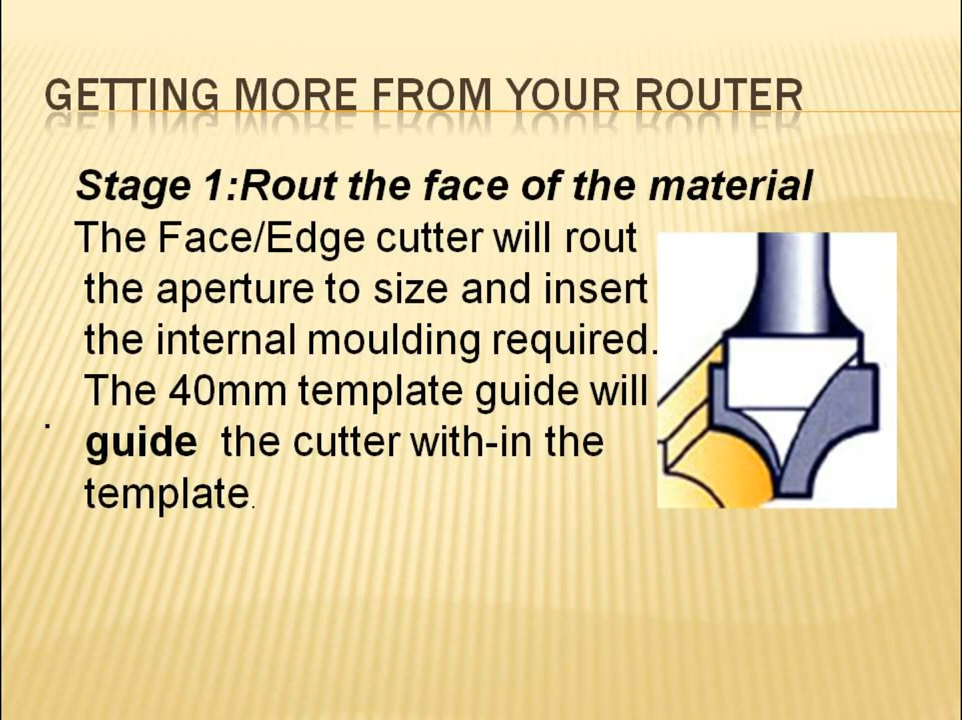 GETTING MORE FROM YOUR ROUTER
Stage 1:Rout the face of the material
The Face/Edge cutter will rout
the aperture to size and insert
the internal moulding required.
The 40mm template guide will
guide the cutter with-in the
template.